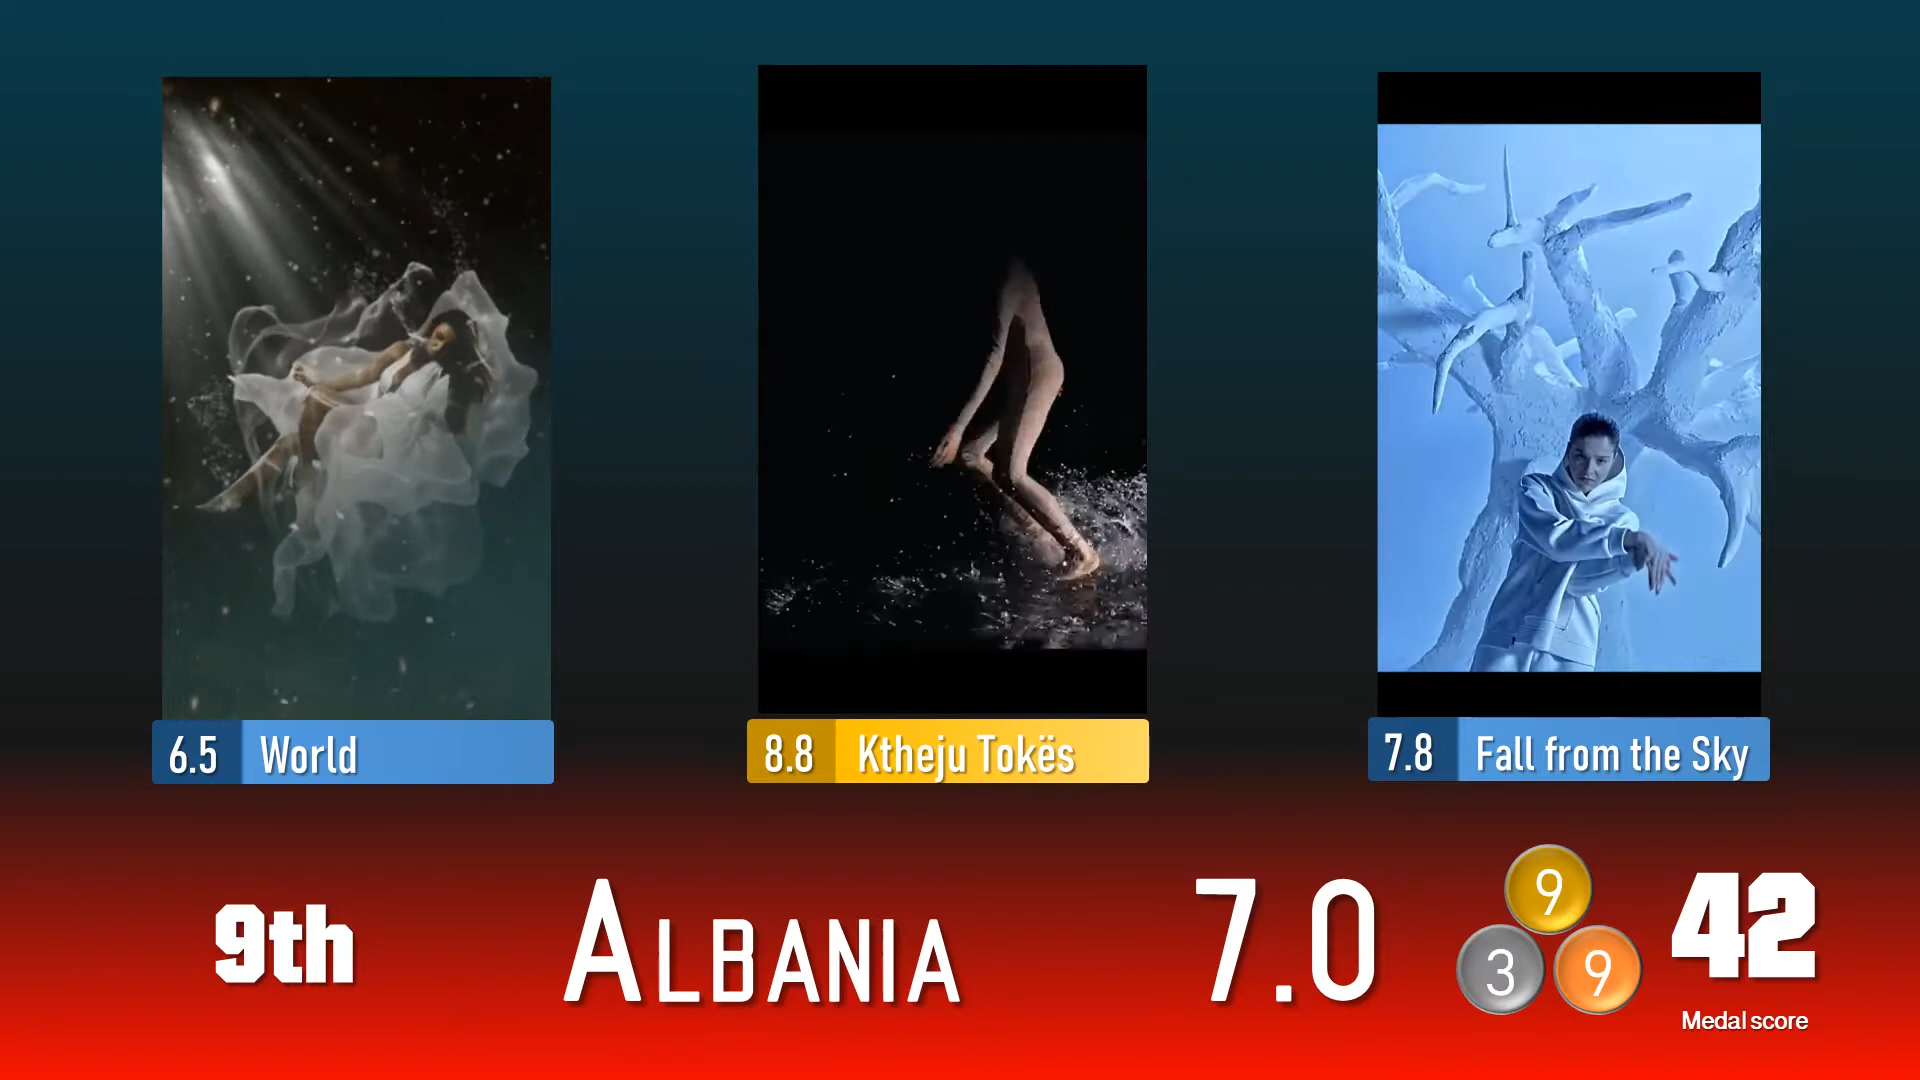 6.5 World
8.8 Ktheju Tokës
7.8 Fall from the Sky
9th ALBANIA 7.0 9 3 9 42
Medal score